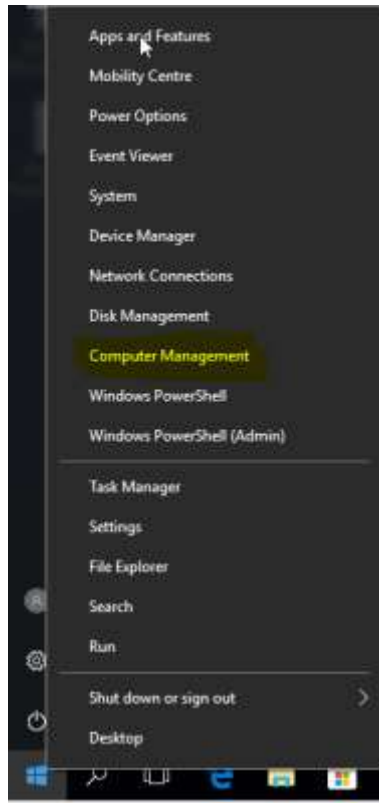 Apps and Features
Mobility Centre
Power Options
Event Viewer
System
Device Manager
Network Connections
Disk Management
Computer Management
Windows PowerShell
Windows PowerShell (Admin)
Task Manager
Settings
File Explorer
Search
Run
Shut down or sign out
Desktop